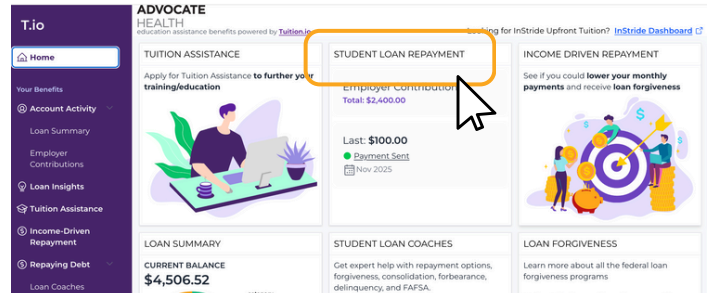 T.io
Home
Your Benefits
Account Activity
Loan Summary
Employer
Contributions
Loan Insights
Tuition Assistance
Income-Driven
Repayment
Repaying Debt
Loan Coaches
ADVOCATE
HEALTH
education assistance benefits powered by Tuition.io
Looking for InStride Upfront Tuition? InStride Dashboard
TUITION ASSISTANCE
Apply for Tuition Assistance to further your
training/education
STUDENT LOAN REPAYMENT
Employer Contribution
Total: $2,400.00
Last: $100.00
Payment Sent
Nov 2025
INCOME DRIVEN REPAYMENT
See if you could lower your monthly
payments and receive loan forgiveness
LOAN SUMMARY
CURRENT BALANCE
$4,506.52
STUDENT LOAN COACHES
Get expert help with repayment options,
forgiveness, consolidation, forbearance,
delinquency, and FAFSA.
LOAN FORGIVENESS
Learn more about all the federal loan
forgiveness programs